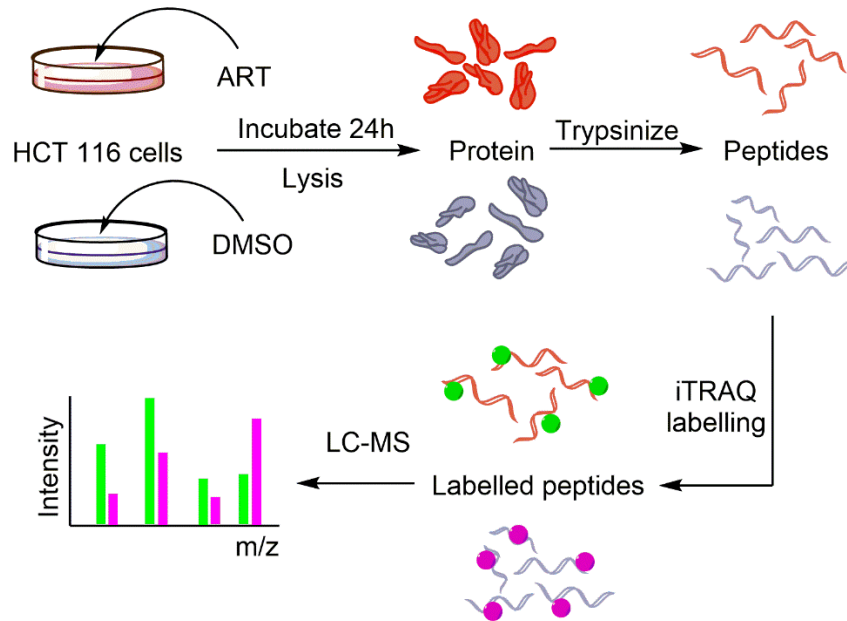 ART
HCT 116 cells
Incubate 24h
Lysis
Protein
Trypsinize
Peptides
DMSO
iTRAQ
labelling
Labelled peptides
LC-MS
Intensity
m/z